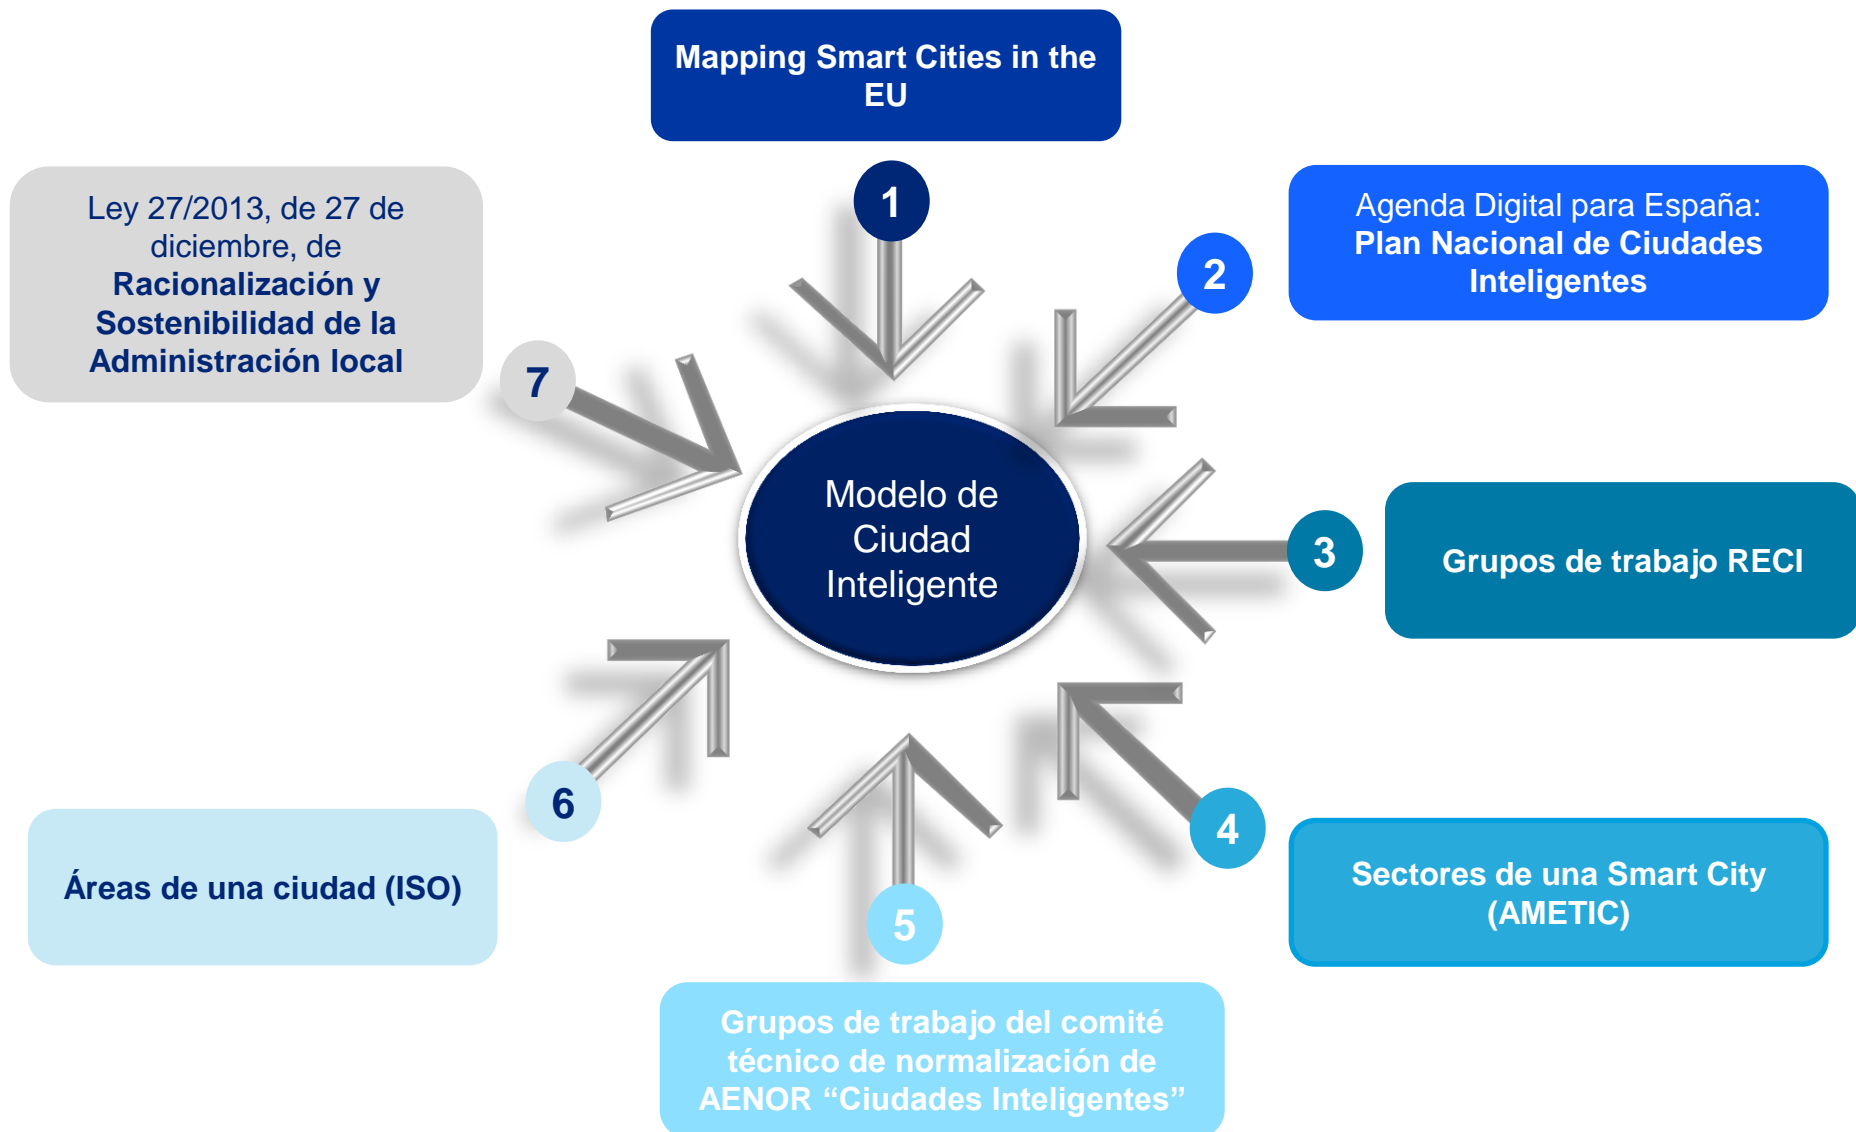 Mapping Smart Cities in the
EU
1
Agenda Digital para España:
Plan Nacional de Ciudades
Inteligentes
2
Grupos de trabajo RECI
3
Sectores de una Smart City
(AMETIC)
4
Grupos de trabajo del comité
técnico de normalización de
AENOR “Ciudades Inteligentes”
5
Áreas de una ciudad (ISO)
6
Ley 27/2013, de 27 de
diciembre, de
Racionalización y
Sostenibilidad de la
Administración local
7
Modelo de
Ciudad
Inteligente